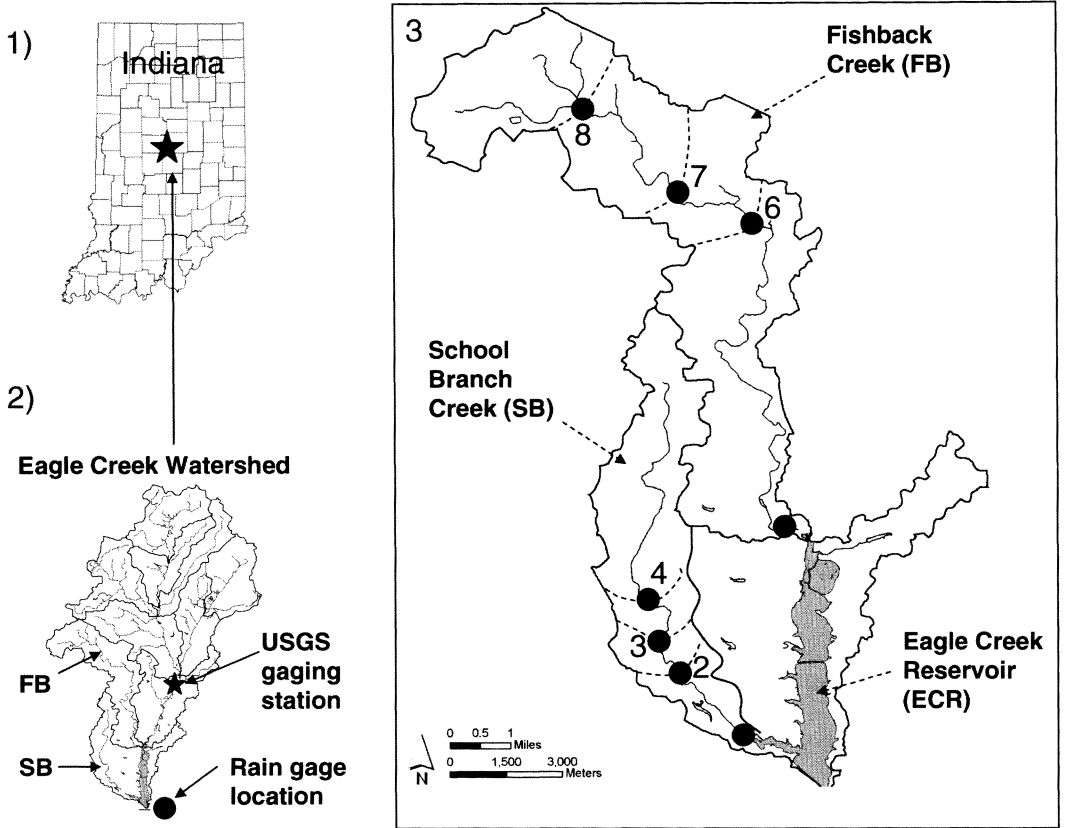 1)
Indiana
2)
Eagle Creek Watershed
FB
USGS
gaging
station
SB
Rain gage
location
3
Fishback
Creek (FB)
8
7
6
School
Branch
Creek (SB)
4
3
2
Eagle Creek
Reservoir
(ECR)
0 0.5 1
Miles
0 1,500 3,000
Meters
N